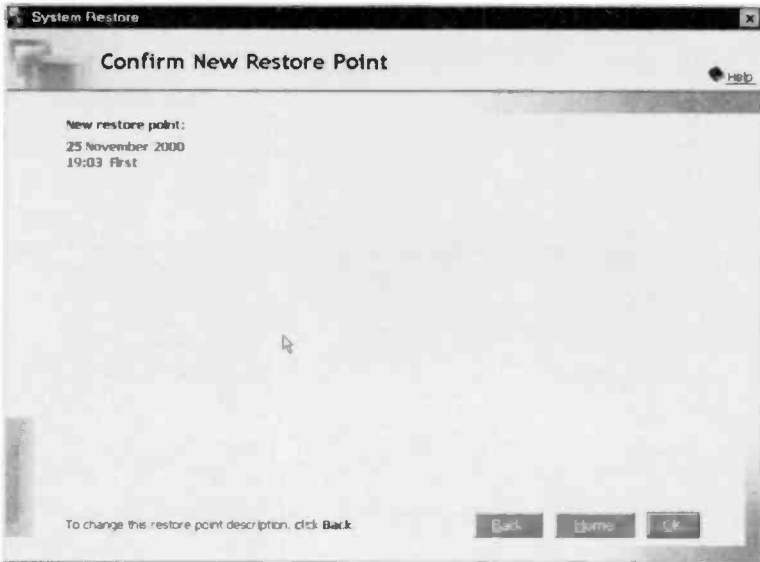 System Restore
Confirm New Restore Point
Help
New restore point:
25 November 2000
19:03 First
To change this restore point description, click Back
Back
Home
OK